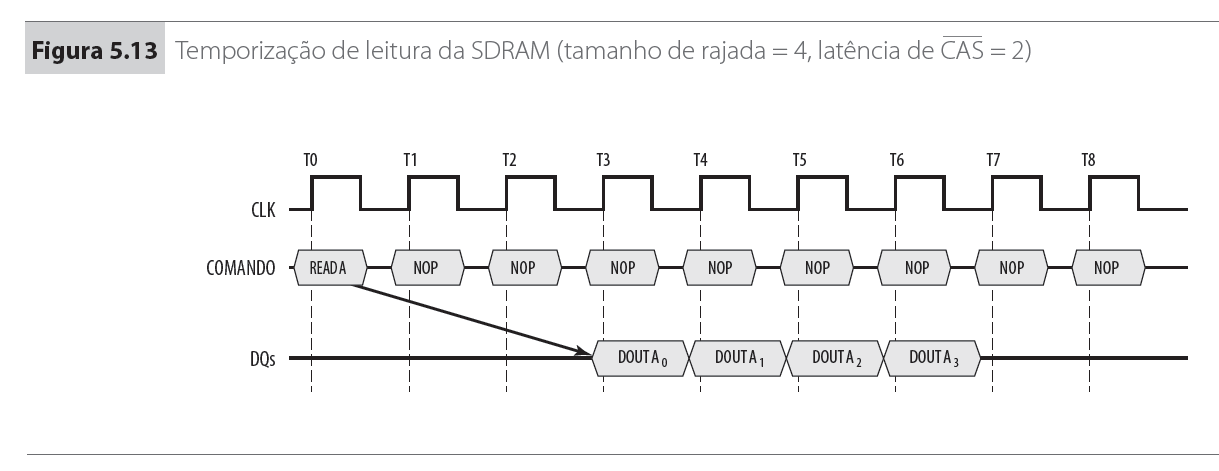 Figura 5.13 Temporização de leitura da SDRAM (tamanho de rajada = 4, latência de C̅A̅S̅ = 2)
T0 T1 T2 T3 T4 T5 T6 T7 T8
CLK
COMANDO READ A NOP NOP NOP NOP NOP NOP NOP NOP
DQs DOUT A₀ DOUT A₁ DOUT A₂ DOUT A₃